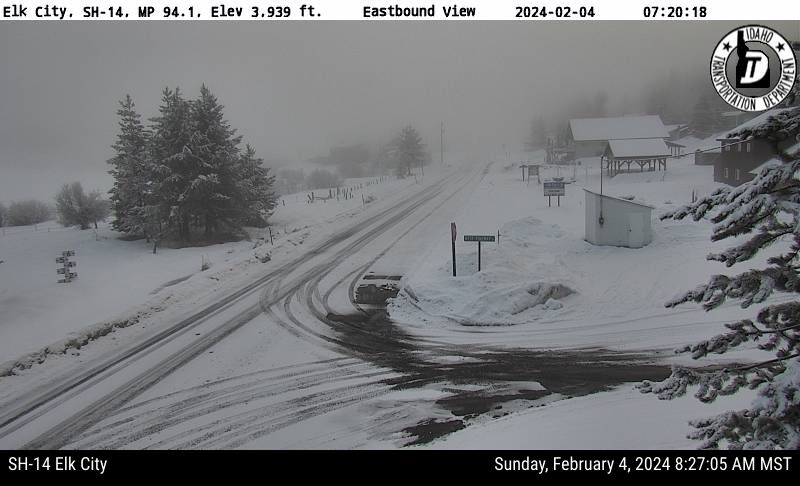 Elk City, SH-14, MP 94.1, Elev 3,939 ft. Eastbound View 2024-02-04 07:20:18
IDAHO
TRANSPORTATION DEPARTMENT
SH-14 Elk City Sunday, February 4, 2024 8:27:05 AM MST